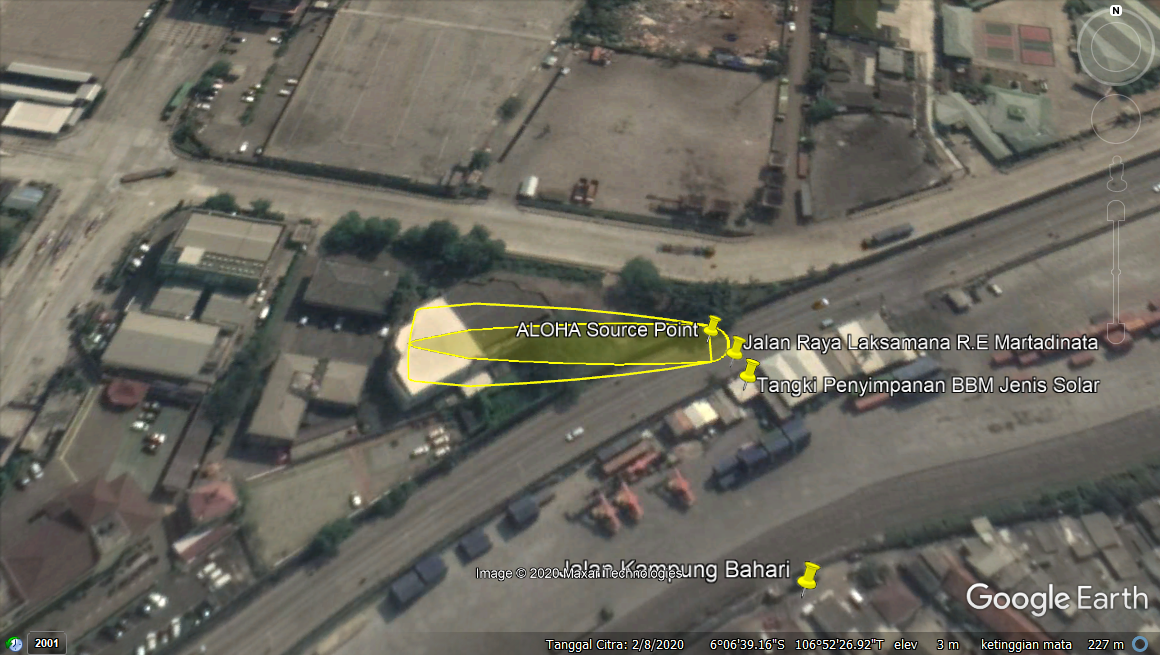 N
ALOHA Source Point
Jalan Raya Laksamana R.E Martadinata
Tangki Penyimpanan BBM Jenis Solar
Jalan Kampung Bahari
Image © 2020 Maxar Technologies
Google Earth
2001
Tanggal Citra: 2/8/2020 6°06'39.16"S 106°52'26.92"T elev 3 m ketinggian mata 227 m